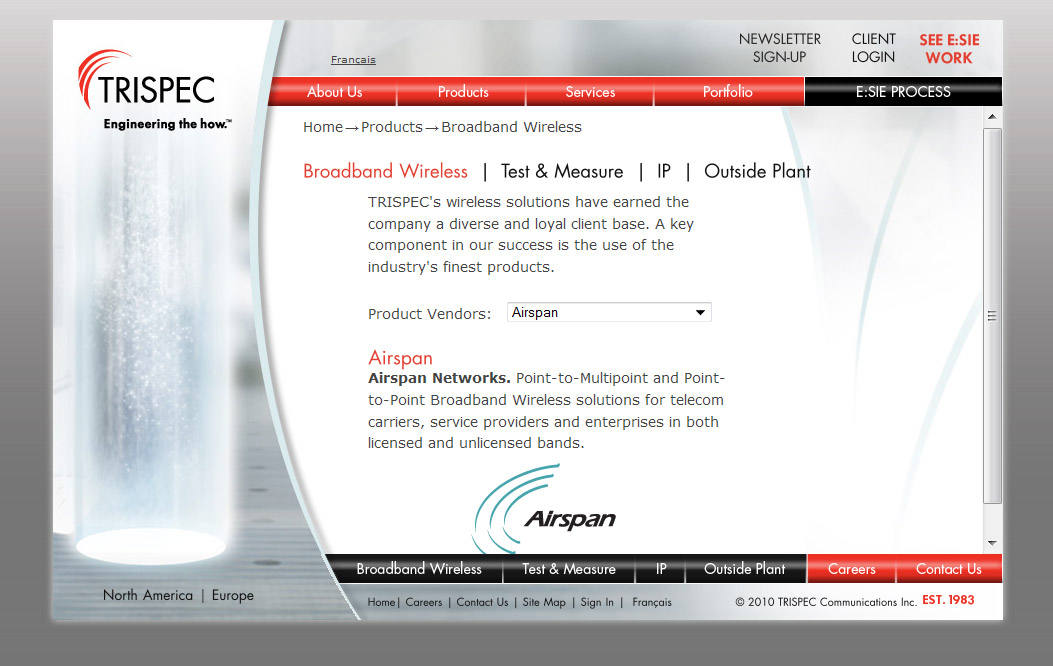 TRISPEC
Engineering the how.™
Français
NEWSLETTER
SIGN-UP
CLIENT
LOGIN
SEE E:SIE
WORK
About Us
Products
Services
Portfolio
E:SIE PROCESS
Home→Products→Broadband Wireless
Broadband Wireless | Test & Measure | IP | Outside Plant
TRISPEC's wireless solutions have earned the
company a diverse and loyal client base. A key
component in our success is the use of the
industry's finest products.
Product Vendors: Airspan
Airspan
Airspan Networks. Point-to-Multipoint and Point-
to-Point Broadband Wireless solutions for telecom
carriers, service providers and enterprises in both
licensed and unlicensed bands.
Airspan
Broadband Wireless
Test & Measure
IP
Outside Plant
Careers
Contact Us
North America | Europe
Home| Careers | Contact Us | Site Map | Sign In | Français
© 2010 TRISPEC Communications Inc. EST. 1983